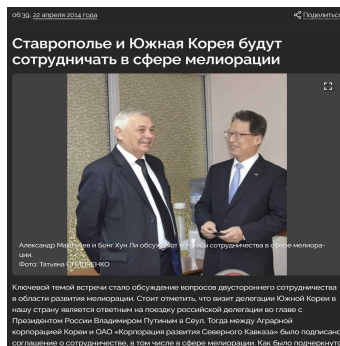 06:39, 22 апреля 2014 года
Поделиться
Ставрополье и Южная Корея будут
сотрудничать в сфере мелиорации
Александр Мартычев и Бонг Хун Ли обсуждают вопросы сотрудничества в сфере мелиора-
ции.
Фото: Татьяна
Ключевой темой встречи стало обсуждение вопросов двустороннего сотрудничества
в области развития мелиорации. Стоит отметить, что визит делегации Южной Кореи в
нашу страну является ответным на поездку российской делегации во главе с
Президентом России Владимиром Путиным в Сеул. Тогда между Аграрной
корпорацией Кореи и ОАО «Корпорация развития Северного Кавказа» было подписано
соглашение о сотрудничестве, в том числе в сфере мелиорации. Как было подчеркнуто